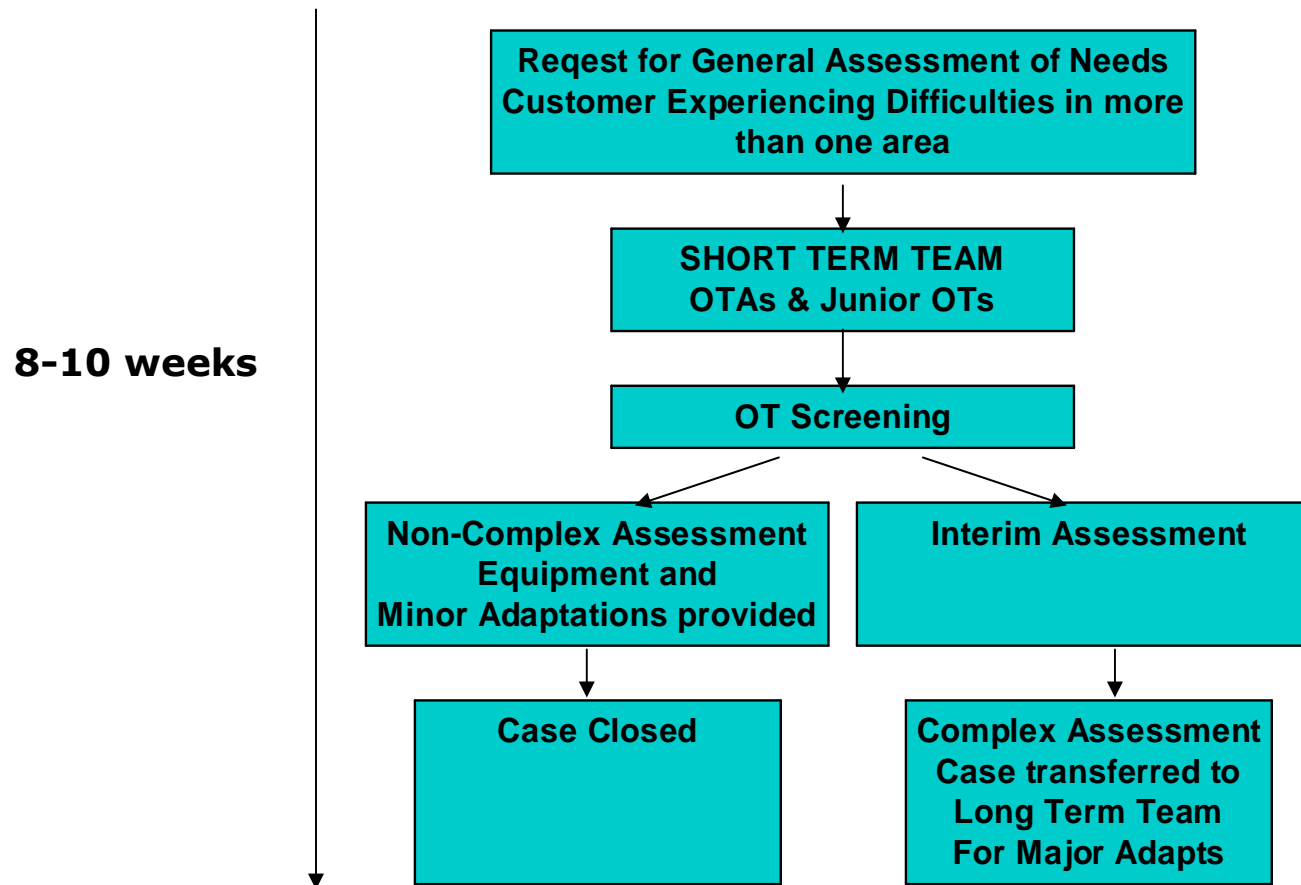 Reqest for General Assessment of Needs
Customer Experiencing Difficulties in more
than one area
SHORT TERM TEAM
OTAs & Junior OTs
8-10 weeks
OT Screening
Non-Complex Assessment
Equipment and
Minor Adaptations provided
Interim Assessment
Case Closed
Complex Assessment
Case transferred to
Long Term Team
For Major Adapts